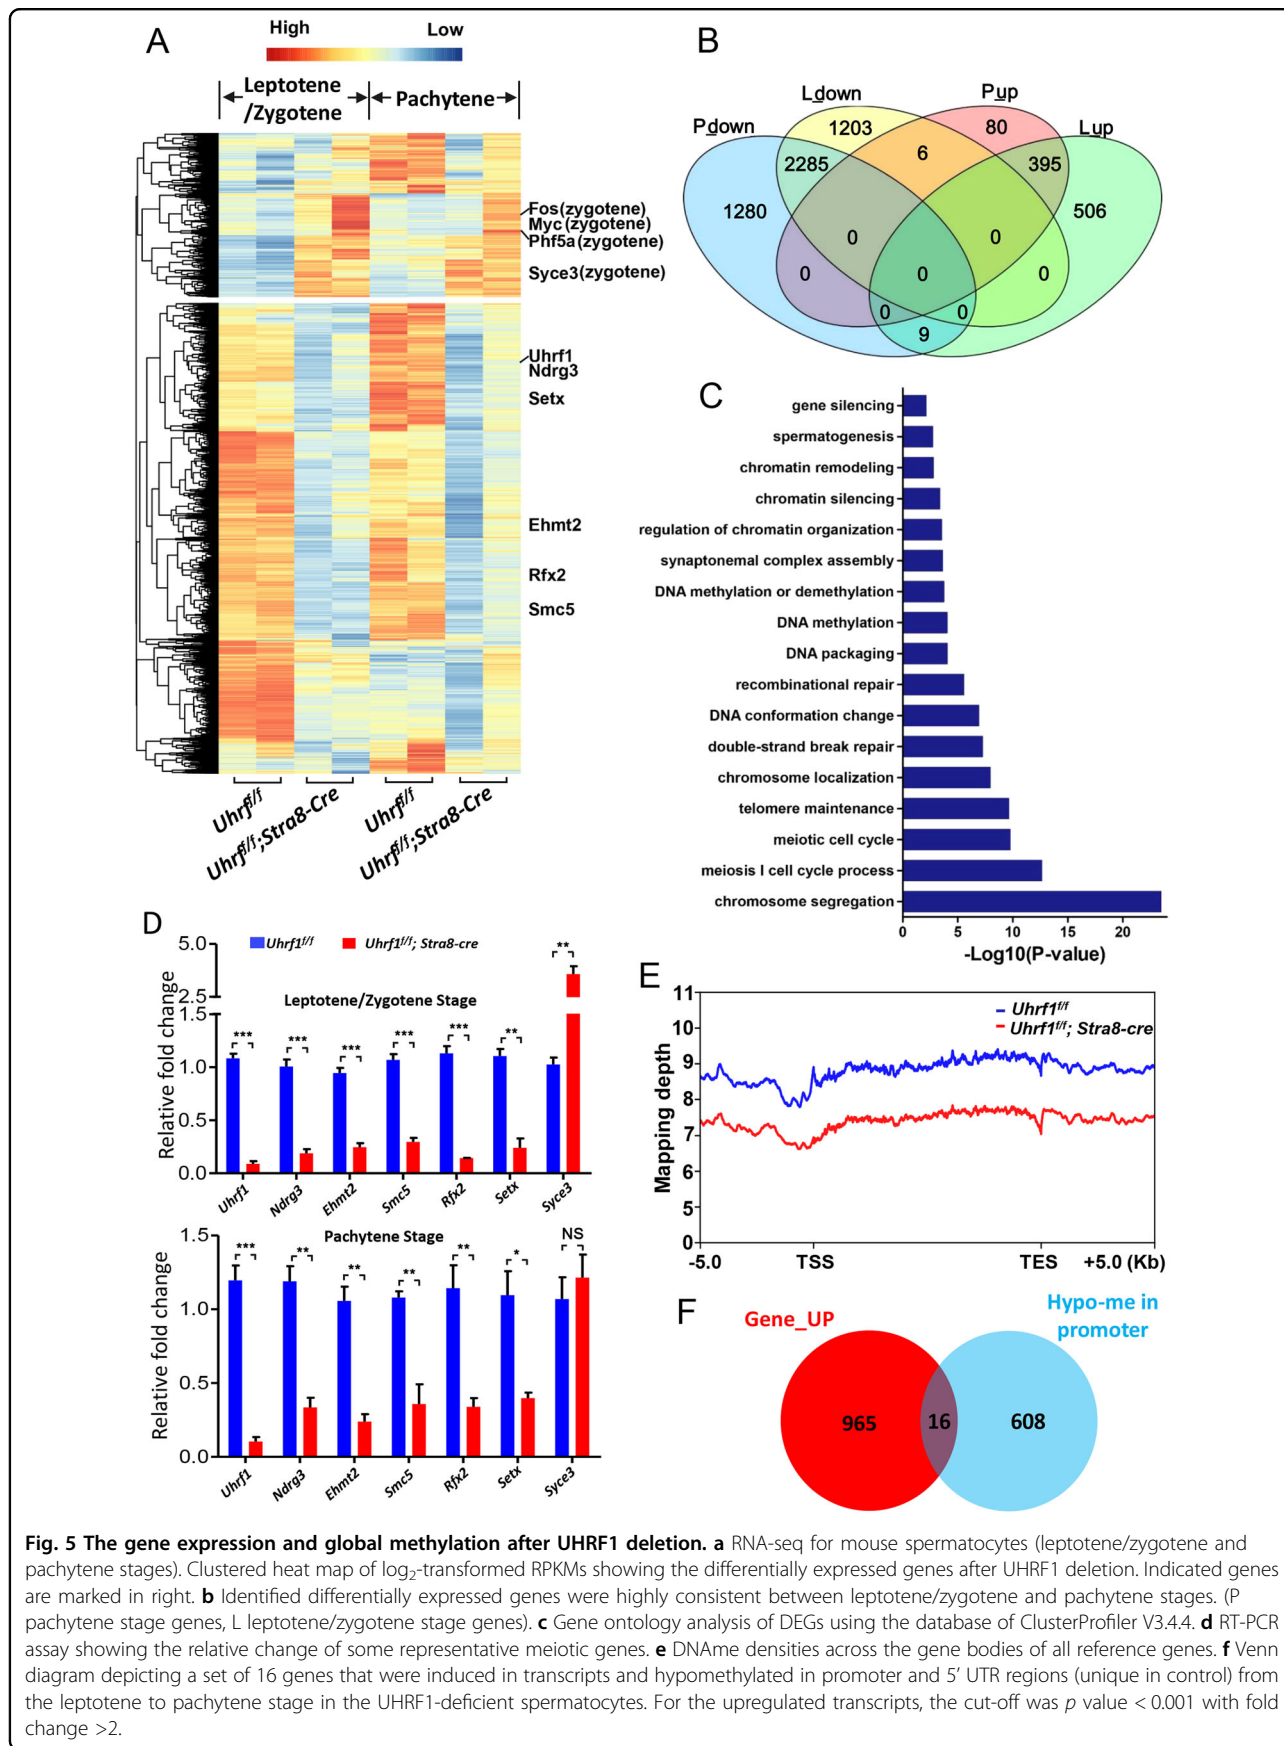 A
High
Low
Leptotene
/Zygotene
Pachytene
Fos(zygotene)
Myc(zygotene)
Phf5a(zygotene)
Syce3(zygotene)
Uhrf1
Ndrg3
Setx
Ehmt2
Rfx2
Smc5
Uhrf^f/f
Uhrf^f/f;Stra8-Cre
Uhrf^f/f
Uhrf^f/f;Stra8-Cre
B
P_down
L_down
P_up
L_up
1203
80
6
2285
395
1280
506
0
0
0
0
0
0
0
9
C
gene silencing
spermatogenesis
chromatin remodeling
chromatin silencing
regulation of chromatin organization
synaptonemal complex assembly
DNA methylation or demethylation
DNA methylation
DNA packaging
recombinational repair
DNA conformation change
double-strand break repair
chromosome localization
telomere maintenance
meiotic cell cycle
meiosis I cell cycle process
chromosome segregation
0 5 10 15 20
-Log10(P-value)
D
Uhrf1^f/f
Uhrf1^f/f; Stra8-cre
Relative fold change
5.0
2.5
1.5
1.0
0.5
0.0
Leptotene/Zygotene Stage
*** *** *** *** *** ** **
Uhrf1 Ndrg3 Ehmt2 Smc5 Rfx2 Setx Syce3
Relative fold change
1.5
1.0
0.5
0.0
Pachytene Stage
*** ** ** ** ** * NS
Uhrf1 Ndrg3 Ehmt2 Smc5 Rfx2 Setx Syce3
E
Uhrf1^f/f
Uhrf1^f/f; Stra8-cre
Mapping depth
11
10
9
8
7
6
5
0
-5.0 TSS TES +5.0 (Kb)
F
Gene_UP
Hypo-me in
promoter
965
16
608
Fig. 5 The gene expression and global methylation after UHRF1 deletion. a RNA-seq for mouse spermatocytes (leptotene/zygotene and
pachytene stages). Clustered heat map of log₂-transformed RPKMs showing the differentially expressed genes after UHRF1 deletion. Indicated genes
are marked in right. b Identified differentially expressed genes were highly consistent between leptotene/zygotene and pachytene stages. (P
pachytene stage genes, L leptotene/zygotene stage genes). c Gene ontology analysis of DEGs using the database of ClusterProfiler V3.4.4. d RT-PCR
assay showing the relative change of some representative meiotic genes. e DNAme densities across the gene bodies of all reference genes. f Venn
diagram depicting a set of 16 genes that were induced in transcripts and hypomethylated in promoter and 5′ UTR regions (unique in control) from
the leptotene to pachytene stage in the UHRF1-deficient spermatocytes. For the upregulated transcripts, the cut-off was p value < 0.001 with fold
change >2.